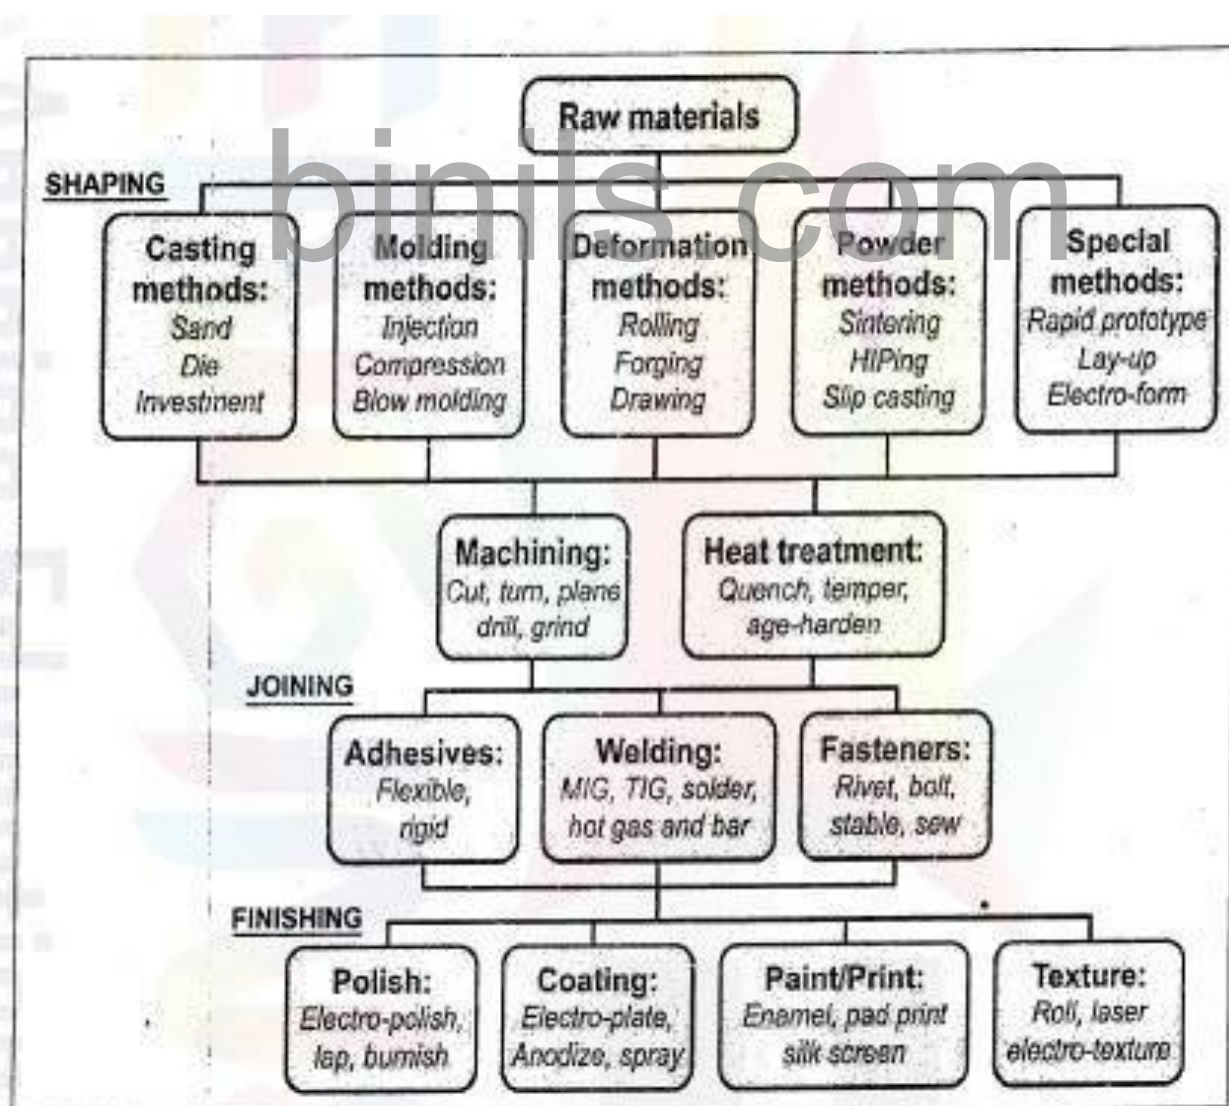 Raw materials
binils.com
SHAPING
Casting
methods:
Sand
Die
Investment
Molding
methods:
Injection
Compression
Blow molding
Deformation
methods:
Rolling
Forging
Drawing
Powder
methods:
Sintering
HIPing
Slip casting
Special
methods:
Rapid prototype
Lay-up
Electro-form
Machining:
Cut, turn, plane
drill, grind
Heat treatment:
Quench, temper,
age-harden
JOINING
Adhesives:
Flexible,
rigid
Welding:
MIG, TIG, solder,
hot gas and bar
Fasteners:
Rivet, bolt,
stable, sew
FINISHING
Polish:
Electro-polish,
lap, burnish
Coating:
Electro-plate,
Anodize, spray
Paint/Print:
Enamel, pad print
silk screen
Texture:
Roll, laser
electro-texture